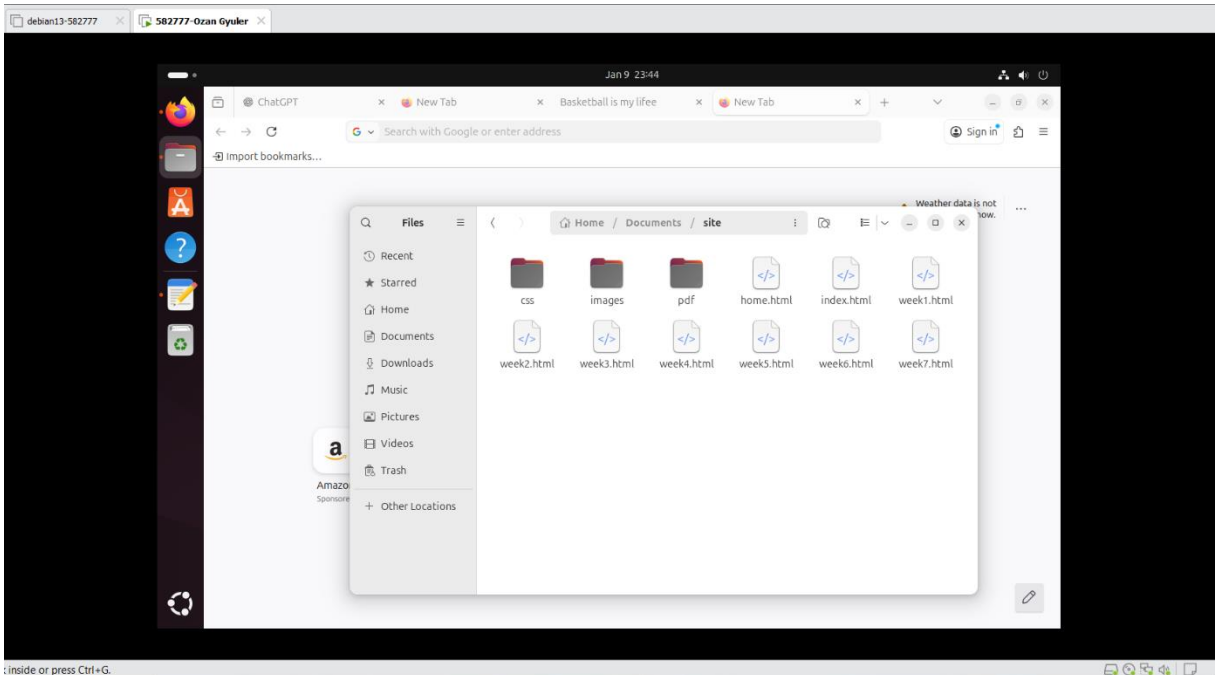 debian13-582777
582777-Ozan Gyuler
Jan 9 23:44
ChatGPT
New Tab
Basketball is my lifee
New Tab
Search with Google or enter address
Sign in
Import bookmarks...
Weather data is not
now.
Files
Home / Documents / site
Recent
Starred
Home
Documents
Downloads
Music
Pictures
Videos
Trash
Other Locations
css
images
pdf
home.html
index.html
week1.html
week2.html
week3.html
week4.html
week5.html
week6.html
week7.html
Amazo
Sponsore
inside or press Ctrl+G.